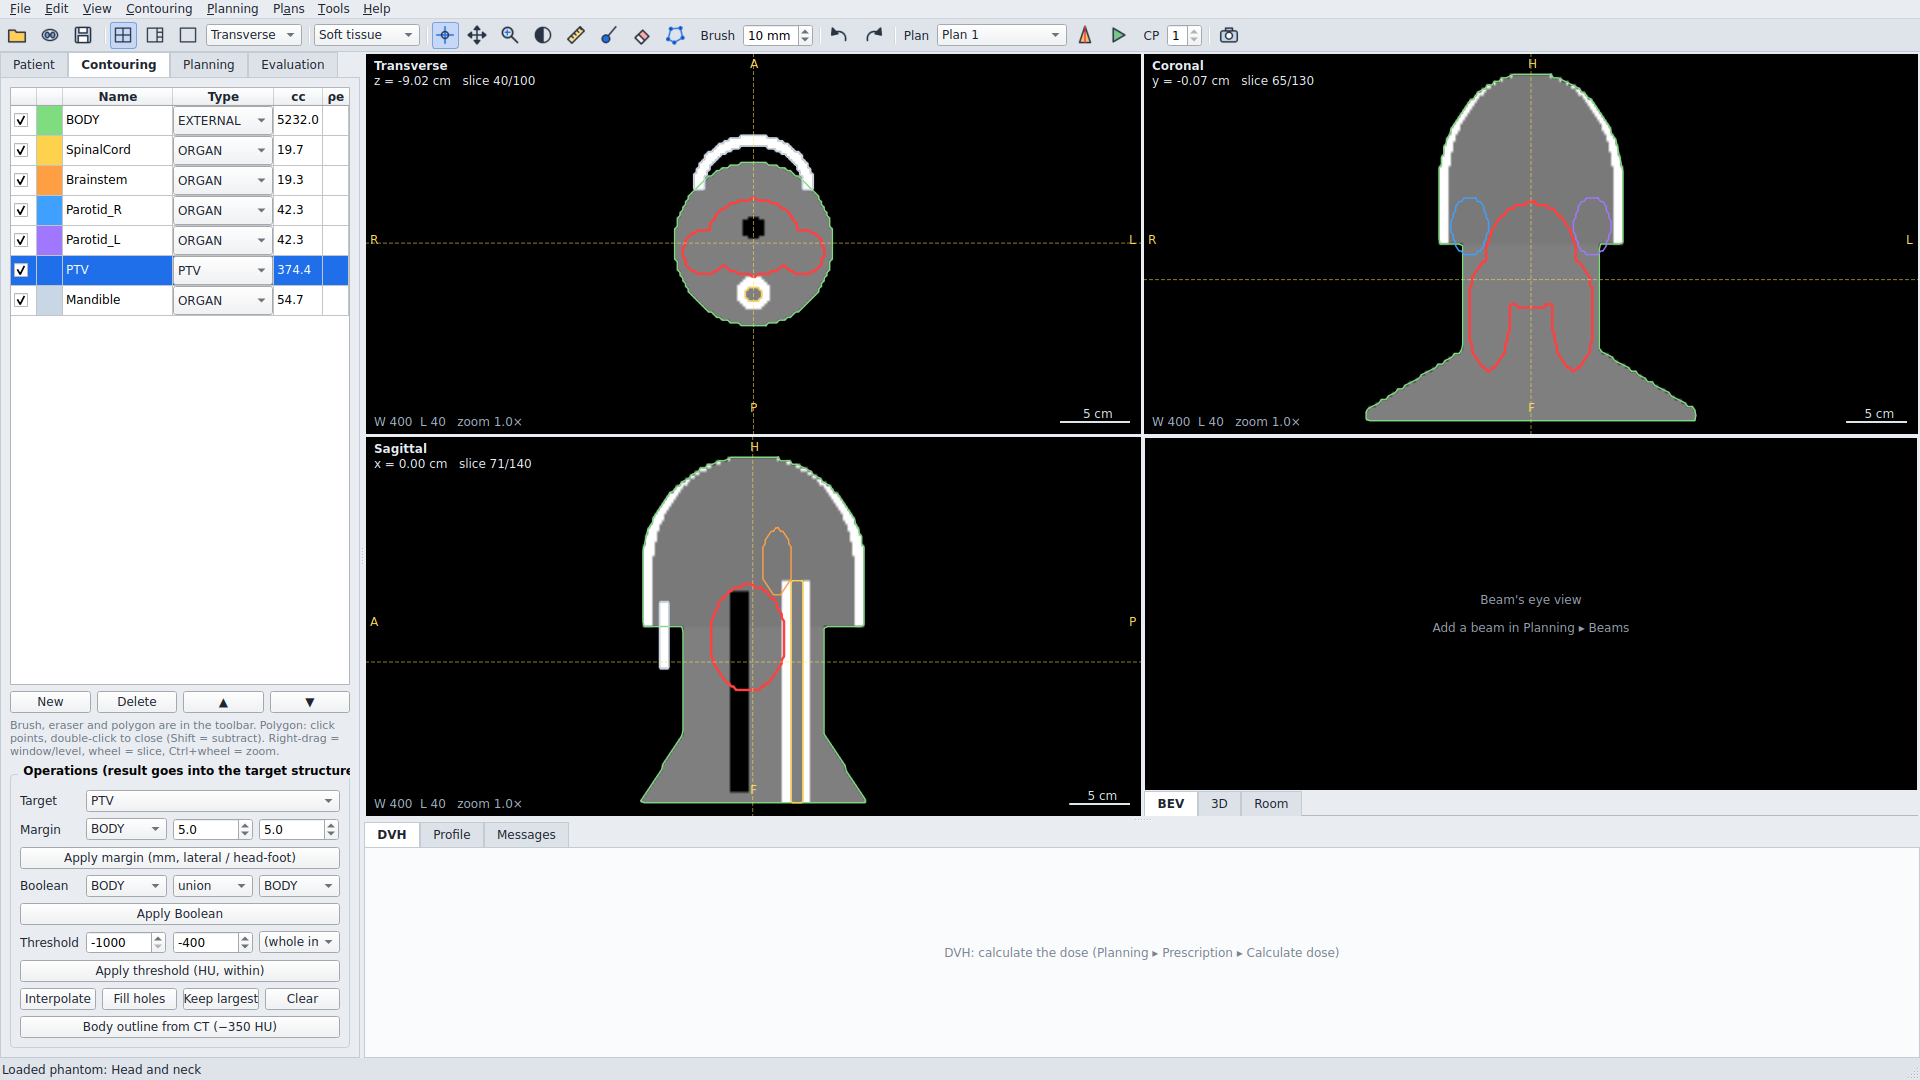 File Edit View Contouring Planning Plans Tools Help
Transverse Soft tissue Brush 10 mm Plan Plan 1 CP 1
Patient Contouring Planning Evaluation
Name Type cc ρe
BODY EXTERNAL 5232.0
SpinalCord ORGAN 19.7
Brainstem ORGAN 19.3
Parotid_R ORGAN 42.3
Parotid_L ORGAN 42.3
PTV PTV 374.4
Mandible ORGAN 54.7
New Delete ▲ ▼
Brush, eraser and polygon are in the toolbar. Polygon: click
points, double-click to close (Shift = subtract). Right-drag =
window/level, wheel = slice, Ctrl+wheel = zoom.
Operations (result goes into the target structure
Target PTV
Margin BODY 5.0 5.0
Apply margin (mm, lateral / head-foot)
Boolean BODY union BODY
Apply Boolean
Threshold -1000 -400 (whole in
Apply threshold (HU, within)
Interpolate Fill holes Keep largest Clear
Body outline from CT (−350 HU)
Transverse
z = -9.02 cm slice 40/100
A
R
L
P
W 400 L 40 zoom 1.0×
5 cm
Coronal
y = -0.07 cm slice 65/130
H
R
L
F
W 400 L 40 zoom 1.0×
5 cm
Sagittal
x = 0.00 cm slice 71/140
H
A
P
F
W 400 L 40 zoom 1.0×
5 cm
Beam's eye view
Add a beam in Planning ▸ Beams
BEV 3D Room
DVH Profile Messages
DVH: calculate the dose (Planning ▸ Prescription ▸ Calculate dose)
Loaded phantom: Head and neck